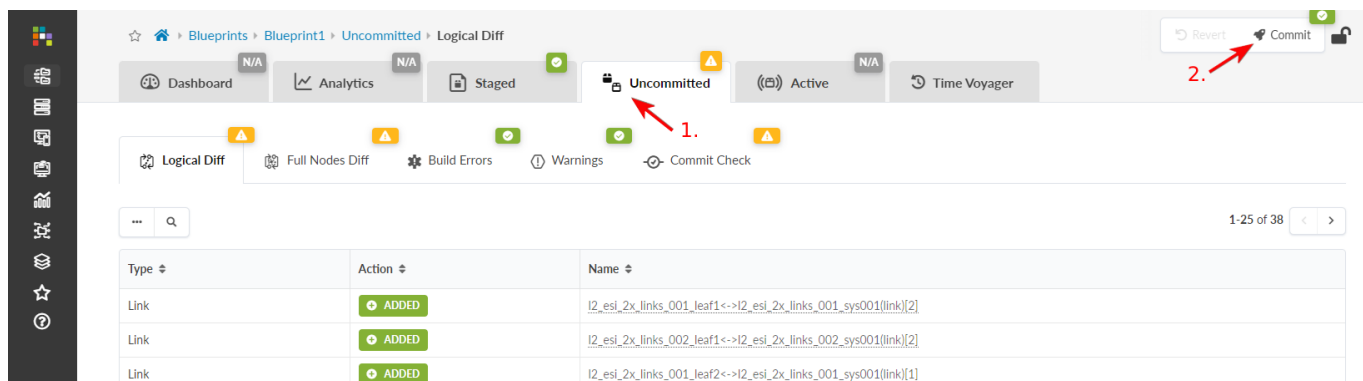 Blueprints Blueprint1 Uncommitted Logical Diff
Revert Commit
2.
N/A N/A N/A
Dashboard Analytics Staged Uncommitted Active Time Voyager
1.
Logical Diff Full Nodes Diff Build Errors Warnings Commit Check
1-25 of 38
Type Action Name
Link ADDED l2_esi_2x_links_001_leaf1<->l2_esi_2x_links_001_sys001(link)[2]
Link ADDED l2_esi_2x_links_002_leaf1<->l2_esi_2x_links_002_sys001(link)[2]
Link ADDED l2_esi_2x_links_001_leaf2<->l2_esi_2x_links_001_sys001(link)[1]